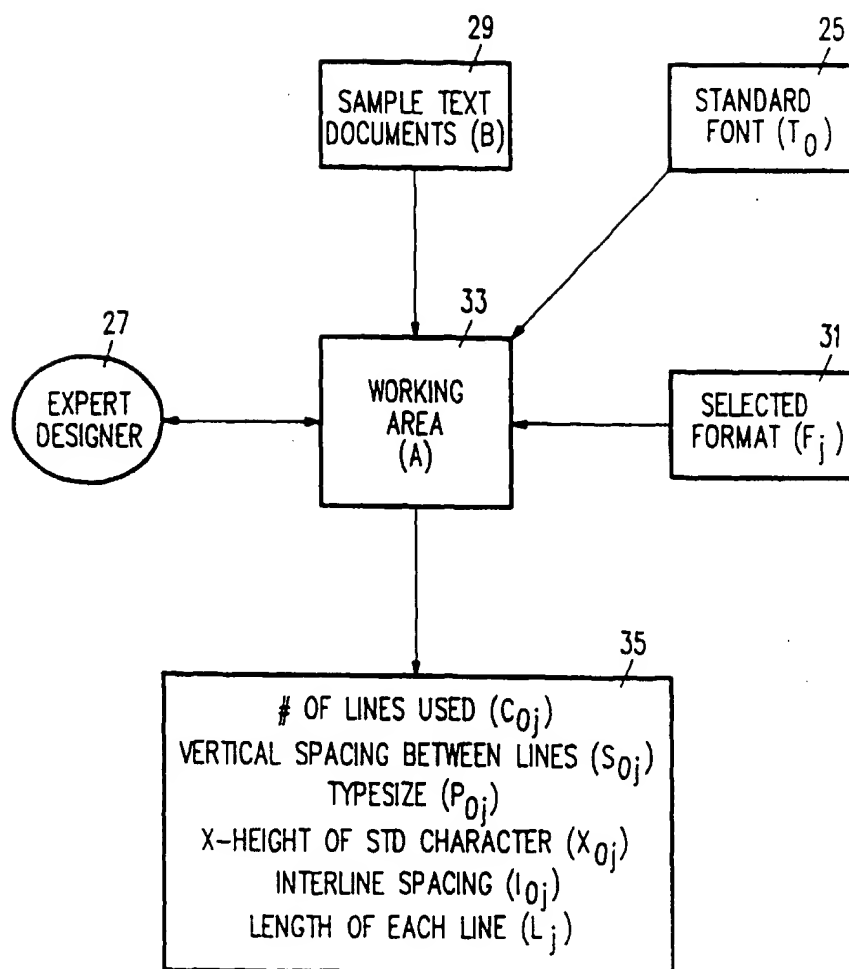 29
SAMPLE TEXT
DOCUMENTS (B)
25
STANDARD
FONT (T₀)
27
EXPERT
DESIGNER
33
WORKING
AREA
(A)
31
SELECTED
FORMAT (Fⱼ)
35
# OF LINES USED (C₀ⱼ)
VERTICAL SPACING BETWEEN LINES (S₀ⱼ)
TYPESIZE (P₀ⱼ)
X-HEIGHT OF STD CHARACTER (X₀ⱼ)
INTERLINE SPACING (I₀ⱼ)
LENGTH OF EACH LINE (Lⱼ)